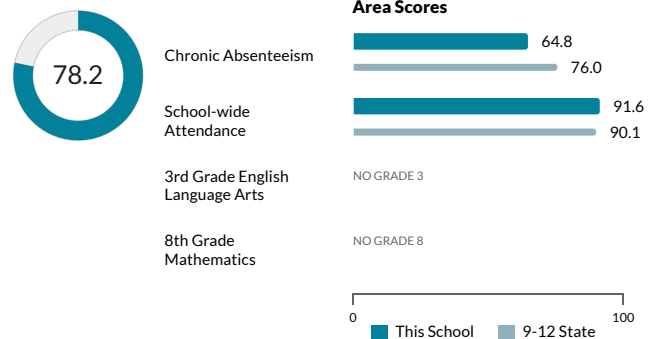 Area Scores
78.2
Chronic Absenteeism
64.8
76.0
School-wide
Attendance
91.6
90.1
3rd Grade English
Language Arts
NO GRADE 3
8th Grade
Mathematics
NO GRADE 8
0
100
This School
9-12 State